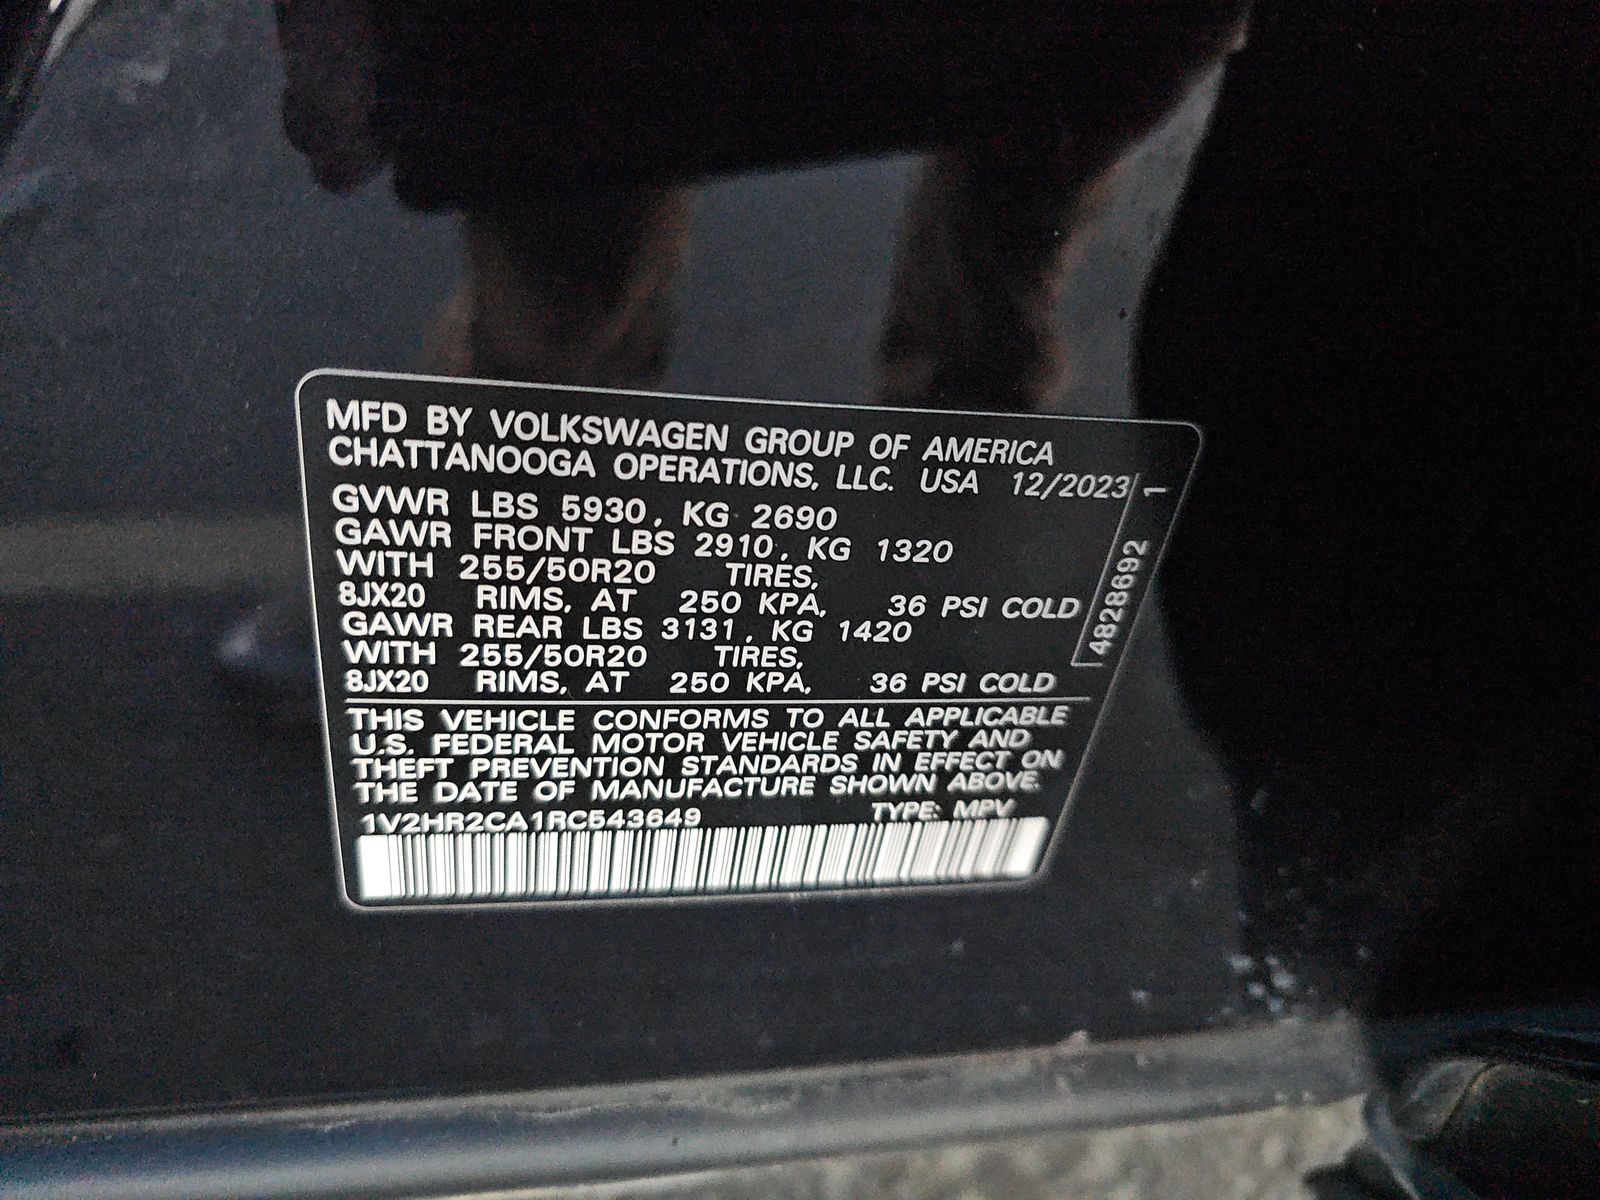 MFD BY VOLKSWAGEN GROUP OF AMERICA
CHATTANOOGA OPERATIONS, LLC. USA 12/2023
GVWR LBS 5930, KG 2690
GAWR FRONT LBS 2910, KG 1320
WITH 255/50R20 TIRES,
8JX20 RIMS, AT 250 KPA, 36 PSI COLD
GAWR REAR LBS 3131, KG 1420
WITH 255/50R20 TIRES,
8JX20 RIMS, AT 250 KPA, 36 PSI COLD
4828692 1
THIS VEHICLE CONFORMS TO ALL APPLICABLE
U.S. FEDERAL MOTOR VEHICLE SAFETY AND
THEFT PREVENTION STANDARDS IN EFFECT ON
THE DATE OF MANUFACTURE SHOWN ABOVE.
1V2HR2CA1RC543649 TYPE: MPV